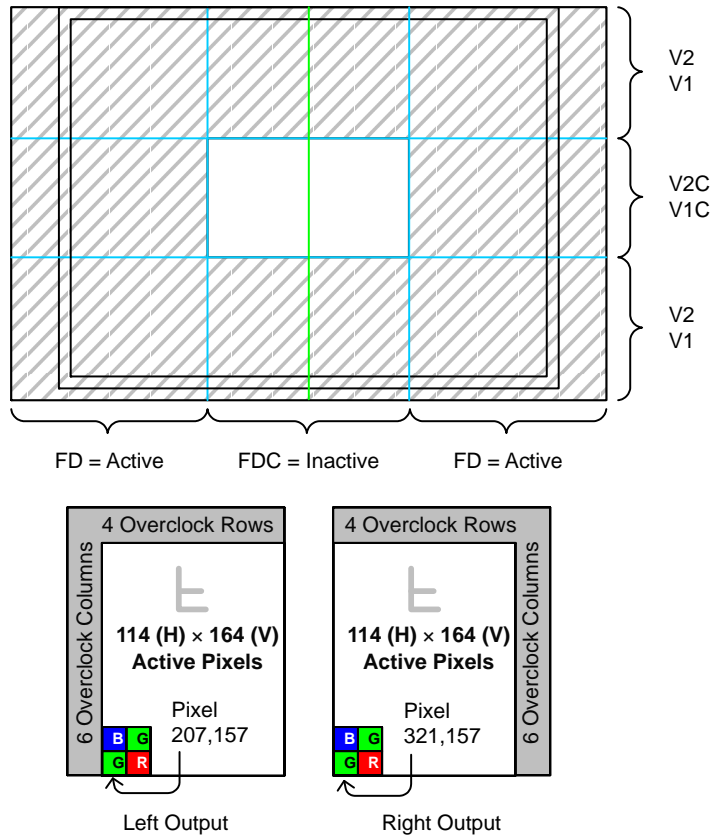 V2
V1
V2C
V1C
V2
V1
FD = Active
FDC = Inactive
FD = Active
4 Overclock Rows
6 Overclock Columns
114 (H) × 164 (V)
Active Pixels
Pixel
207,157
B G
G R
Left Output
4 Overclock Rows
114 (H) × 164 (V)
Active Pixels
Pixel
321,157
B G
G R
6 Overclock Columns
Right Output